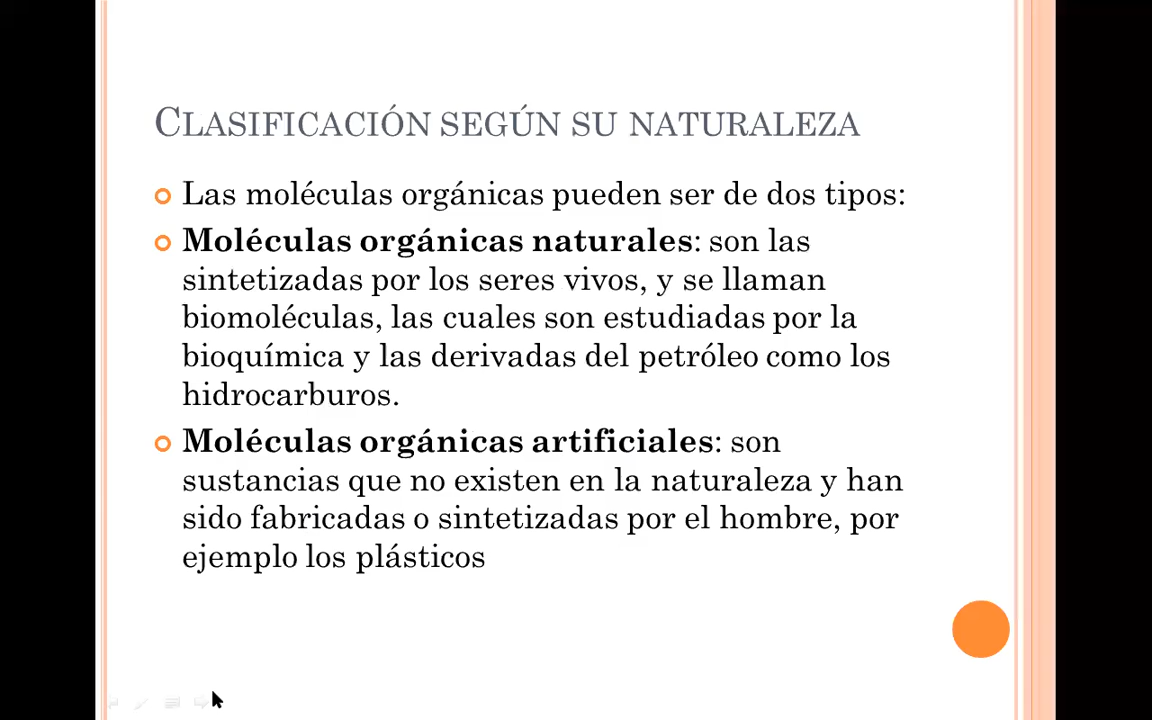 CLASIFICACIÓN SEGÚN SU NATURALEZA
Las moléculas orgánicas pueden ser de dos tipos:
Moléculas orgánicas naturales: son las
sintetizadas por los seres vivos, y se llaman
biomoléculas, las cuales son estudiadas por la
bioquímica y las derivadas del petróleo como los
hidrocarburos.
Moléculas orgánicas artificiales: son
sustancias que no existen en la naturaleza y han
sido fabricadas o sintetizadas por el hombre, por
ejemplo los plásticos